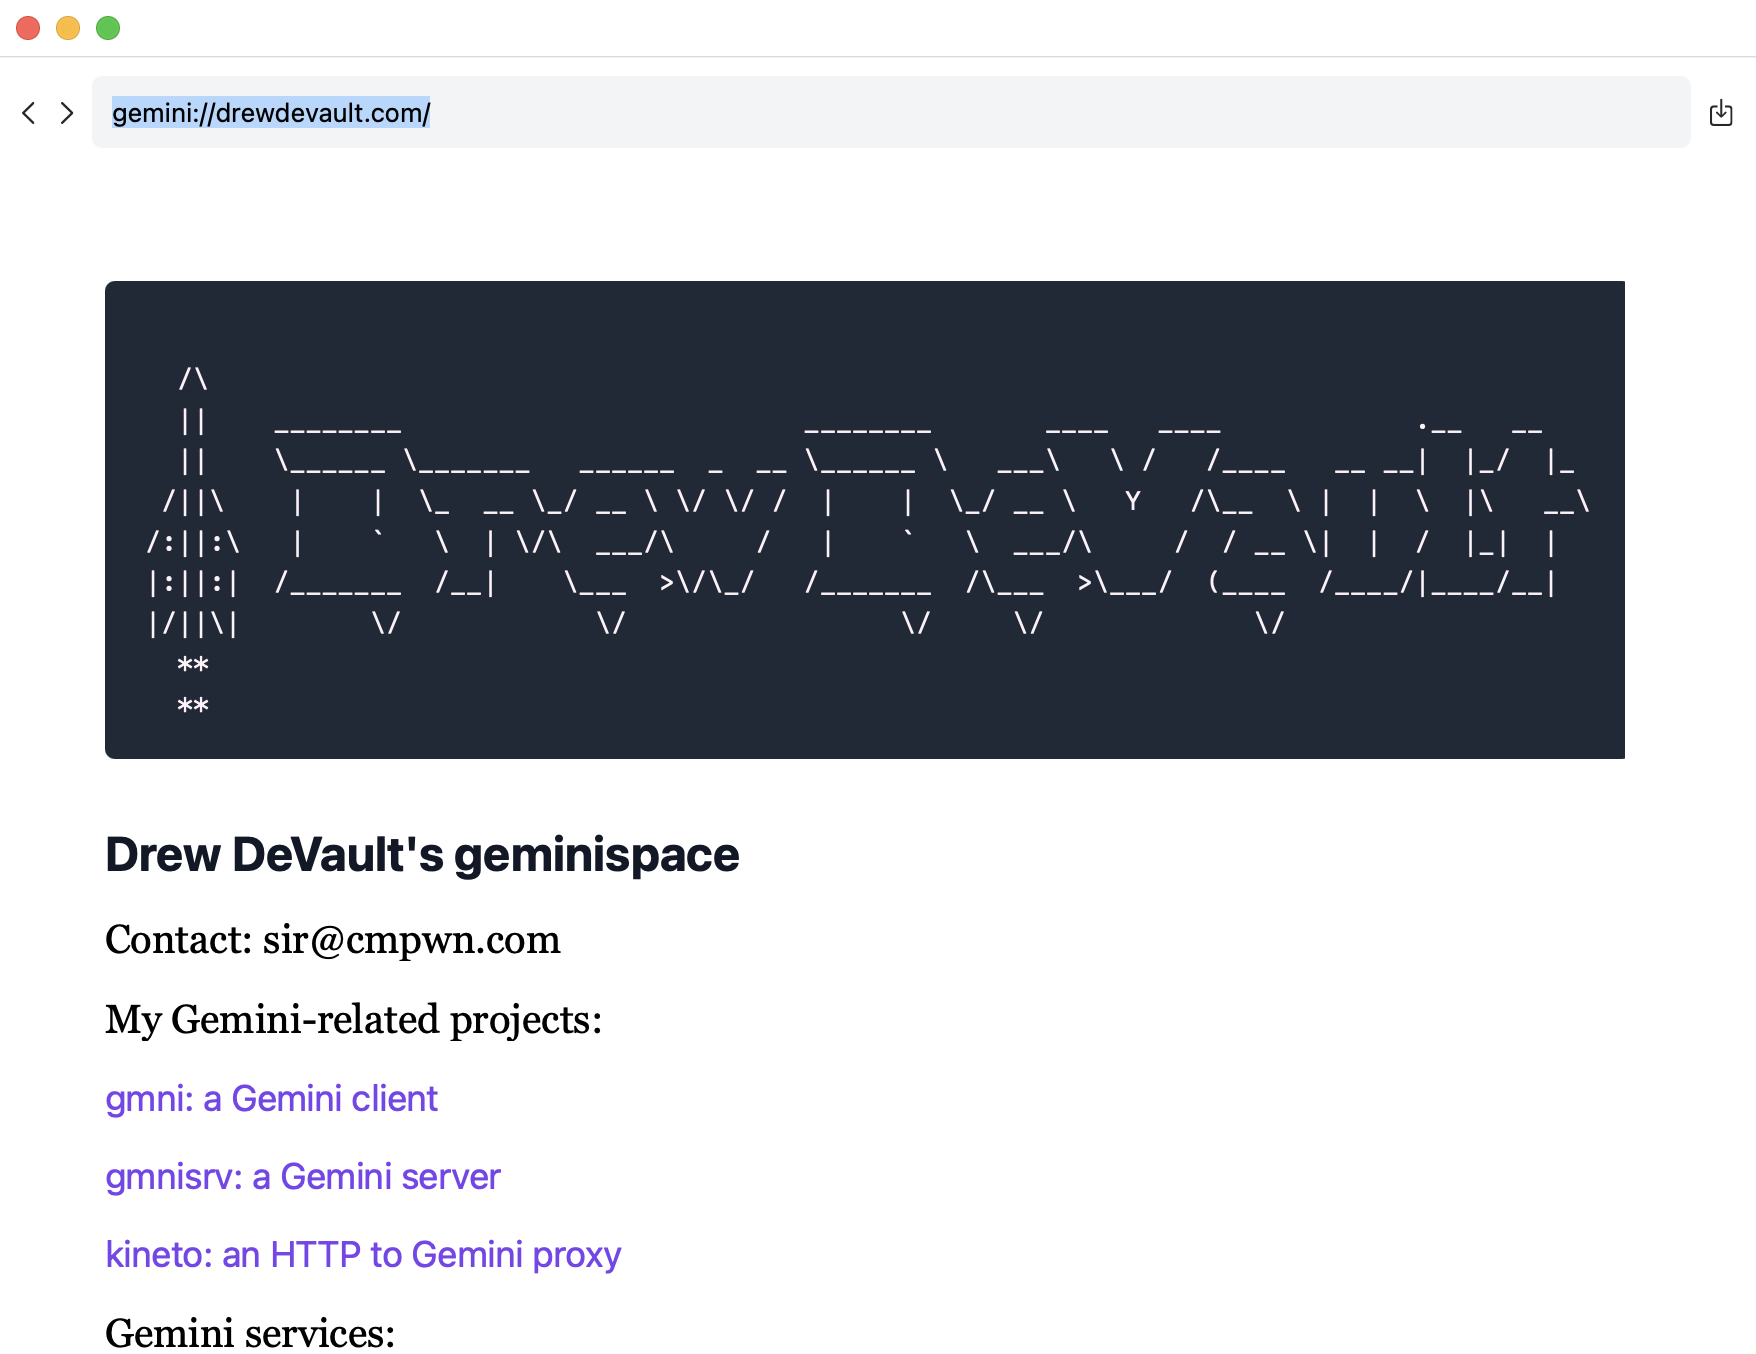 gemini://drewdevault.com/
   /\
   ||    ________                         ________       ____   ____            .__   __
   ||    \______ \_______   ______  _  __ \______ \   ___\   \ /   /____   __ __|  |_/  |_
  /||\    |    |  \_  __ \_/ __ \ \/ \/ /  |    |  \_/ __ \   Y   /\__  \ |  |  \  |\   __\
 /:||:\   |    `   \  | \/\  ___/\     /   |    `   \  ___/\     /  / __ \|  |  /  |_|  |
 |:||:|  /_______  /__|    \___  >\/\_/   /_______  /\___  >\___/  (____  /____/|____/__|
 |/||\|        \/            \/                 \/     \/             \/
   **
   **
Drew DeVault's geminispace
Contact: sir@cmpwn.com
My Gemini-related projects:
gmni: a Gemini client
gmnisrv: a Gemini server
kineto: an HTTP to Gemini proxy
Gemini services: